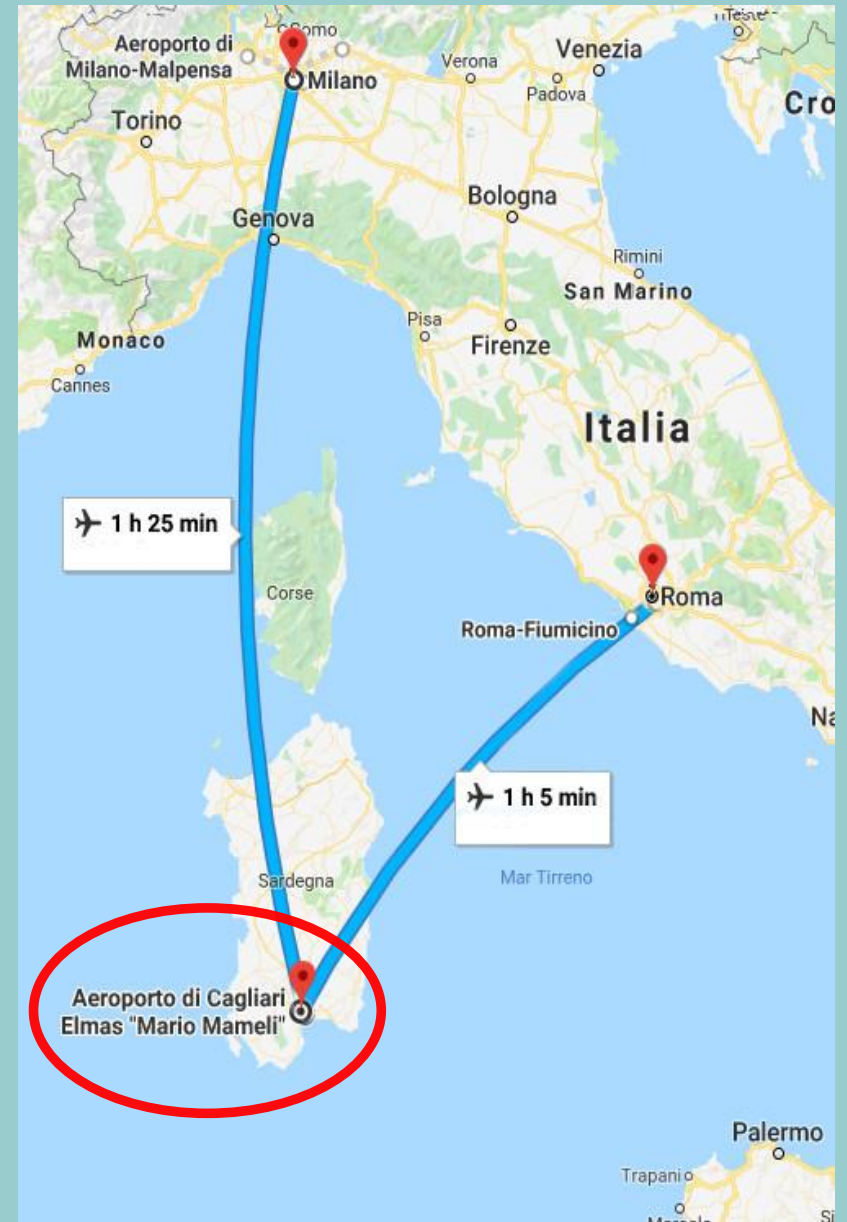 Como
Aeroporto di
Milano-Malpensa
Milano
Verona
Venezia
Padova
Cro
Torino
Genova
Bologna
Rimini
San Marino
Monaco
Cannes
Pisa
Firenze
Italia
1 h 25 min
Corse
Roma
Roma-Fiumicino
Na
1 h 5 min
Sardegna
Mar Tirreno
Aeroporto di Cagliari
Elmas "Mario Mameli"
Palermo
Trapani
Si